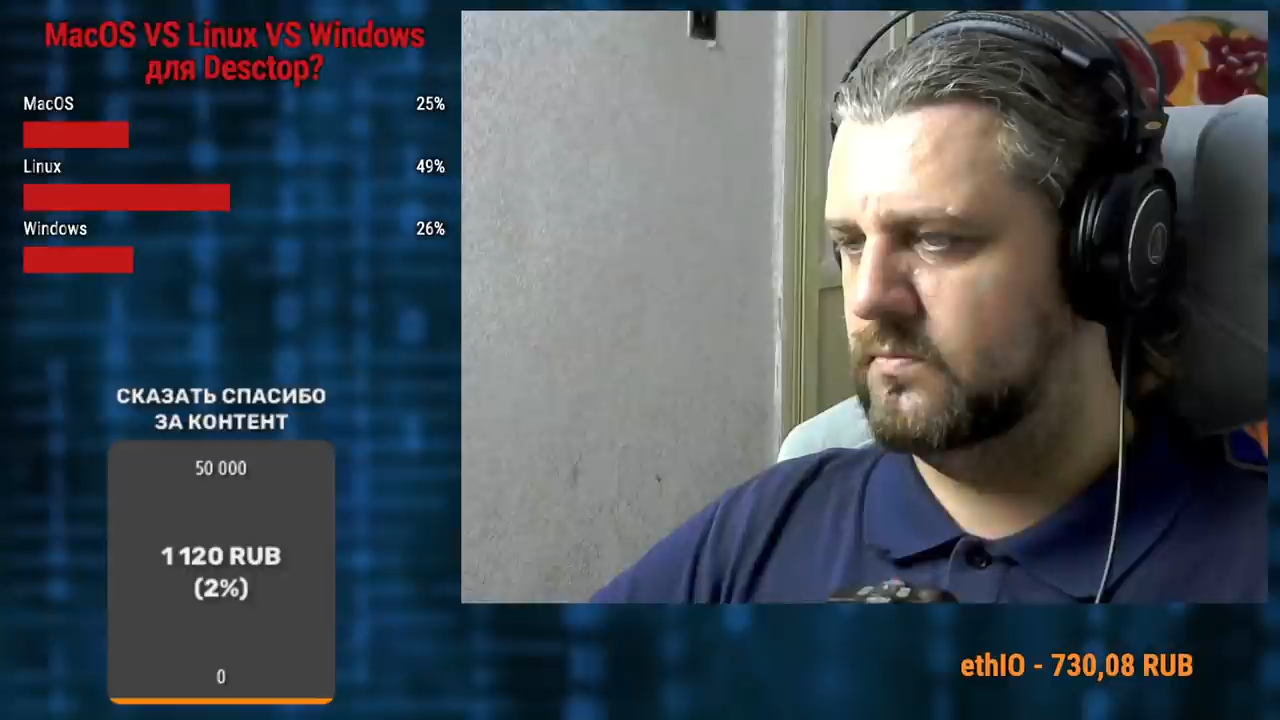 MacOS VS Linux VS Windows
для Desctop?
MacOS 25%
Linux 49%
Windows 26%
СКАЗАТЬ СПАСИБО
ЗА КОНТЕНТ
50 000
1 120 RUB
(2%)
0
ethIO - 730,08 RUB